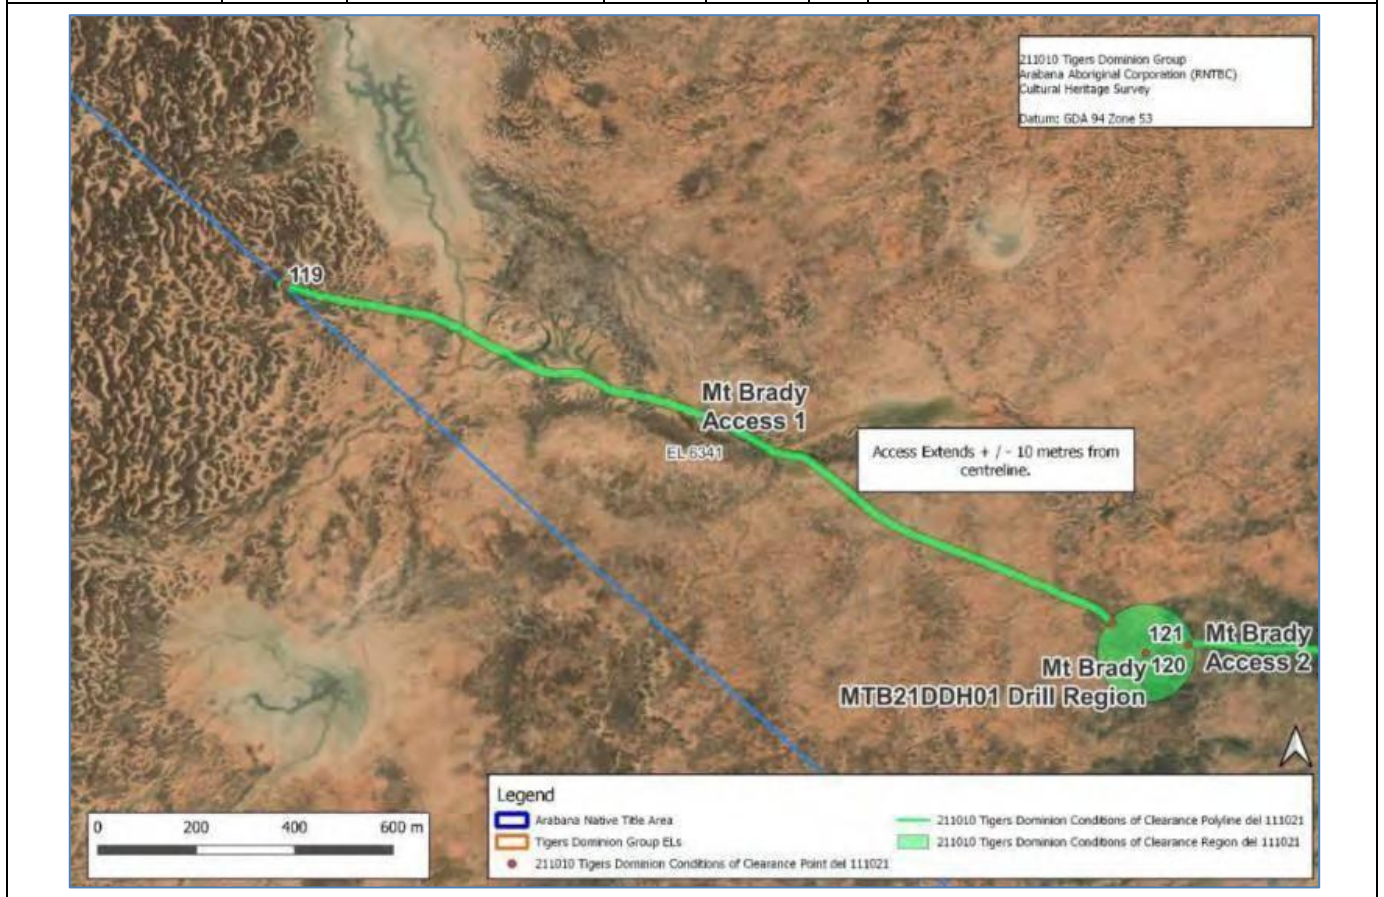 211010 Tigers Dominion Group
Arabana Aboriginal Corporation (RNTBC)
Cultural Heritage Survey
Datum: GDA 94 Zone 53
119
Mt Brady
Access 1
EL 6341
Access Extends + / - 10 metres from
centreline.
121
Mt Brady
Access 2
Mt Brady 120
MTB21DDH01 Drill Region
0 200 400 600 m
Legend
Arabana Native Title Area
Tigers Dominion Group ELs
211010 Tigers Dominion Conditions of Clearance Point del 111021
211010 Tigers Dominion Conditions of Clearance Polyline del 111021
211010 Tigers Dominion Conditions of Clearance Region del 111021